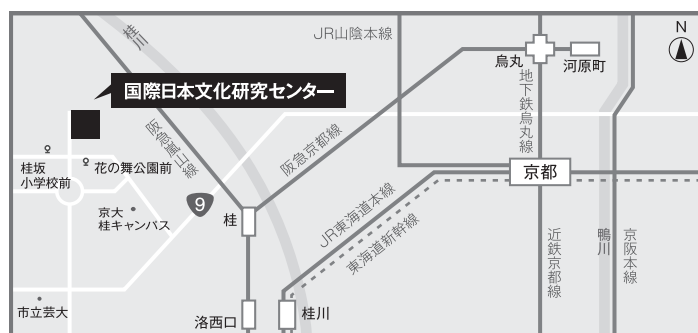 桂川
JR山陰本線
N
烏丸
河原町
国際日本文化研究センター
地下鉄烏丸線
阪急嵐山線
阪急京都線
桂坂
小学校前
花の舞公園前
京都
9
京大
桂キャンパス
桂
JR東海道本線
東海道新幹線
近鉄京都線
鴨川
京阪本線
市立芸大
洛西口
桂川